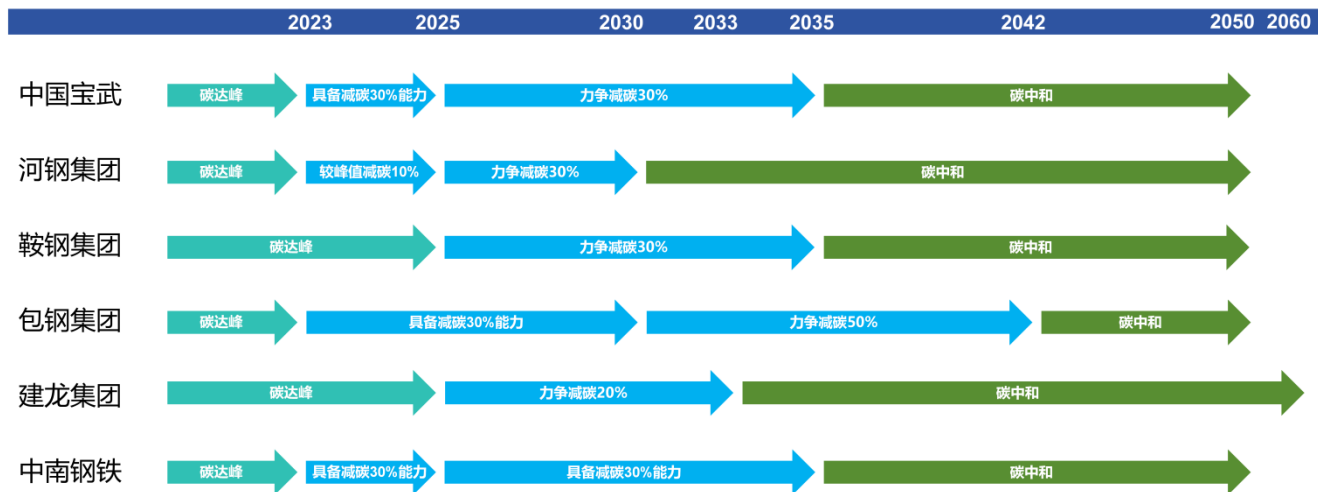 2023 2025 2030 2033 2035 2042 2050 2060
中国宝武 碳达峰 具备减碳30%能力 力争减碳30% 碳中和
河钢集团 碳达峰 较峰值减碳10% 力争减碳30% 碳中和
鞍钢集团 碳达峰 力争减碳30% 碳中和
包钢集团 碳达峰 具备减碳30%能力 力争减碳50% 碳中和
建龙集团 碳达峰 力争减碳20% 碳中和
中南钢铁 碳达峰 具备减碳30%能力 具备减碳30%能力 碳中和